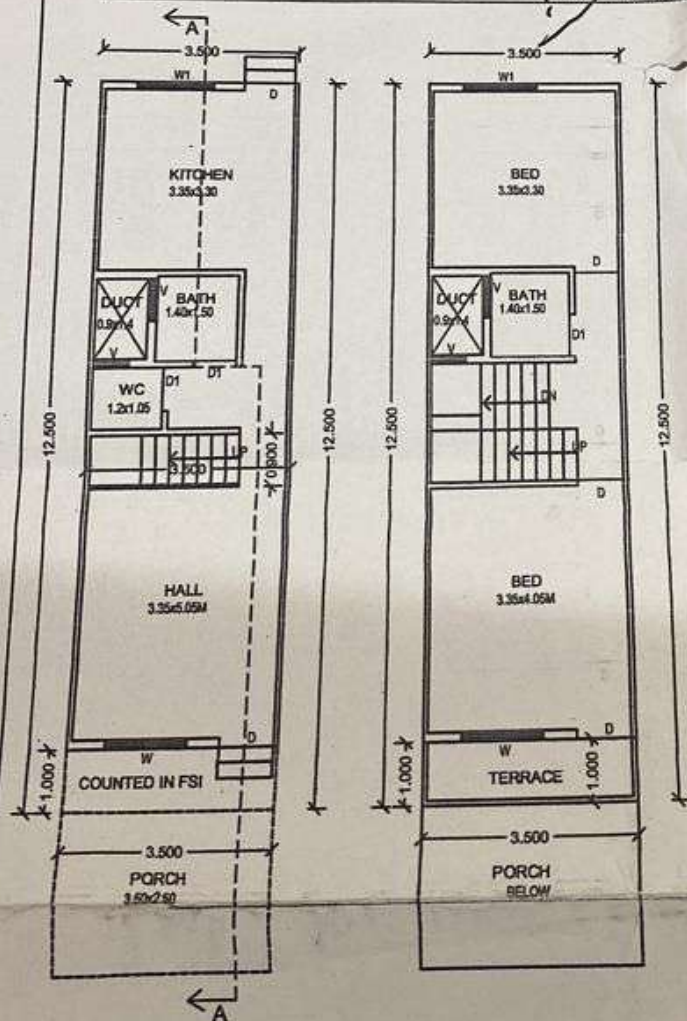 A
3.500
W1
D
KITCHEN
3.35x3.30
DUCT
0.9x1.4
V
BATH
1.40x1.50
V
WC
1.2x1.05
D1
D1
12.500
12.500
UP
3.500
0.900
HALL
3.35x5.05M
W
D
1.000
COUNTED IN FSI
3.500
PORCH
3.50x2.50
A
3.500
W1
BED
3.35x3.30
D
DUCT
0.9x1.4
V
BATH
1.40x1.50
D1
V
12.500
12.500
DN
UP
D
BED
3.35x4.05M
W
D
1.000
TERRACE
1.000
3.500
PORCH
BELOW